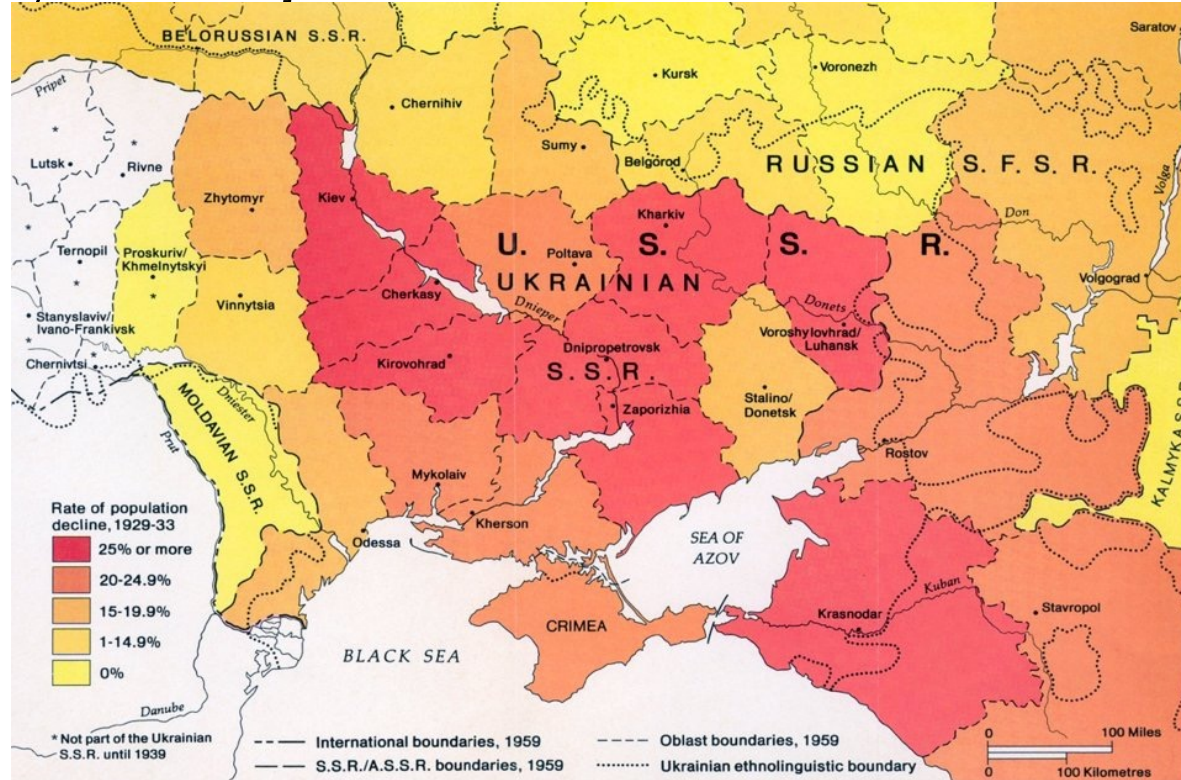 BELORUSSIAN S.S.R.
Saratov
Pripet
Kursk
Voronezh
Chernihiv
Lutsk
*
*
Rivne
Sumy
Belgorod
RUSSIAN S.F.S.R.
Volga
Zhytomyr
Kiev
Kharkiv
Don
*
Ternopil
*
Proskuriv/
Khmelnytskyi
*
U. S. S. R.
Poltava
UKRAINIAN
S.S.R.
Volgograd
Stanyslaviv/
Ivano-Frankivsk
*
Vinnytsia
Cherkasy
Dnieper
Donets
Voroshylovhrad/
Luhansk
Chernivtsi
*
Kirovohrad
Dnipropetrovsk
Zaporizhia
Stalino/
Donetsk
MOLDAVIAN S.S.R.
Dniester
Prut
Rostov
KALMYK A.S.S.R.
Mykolaiv
Kherson
Odessa
SEA OF
AZOV
Kuban
Krasnodar
Stavropol
CRIMEA
BLACK SEA
Danube
Rate of population
decline, 1929-33
25% or more
20-24.9%
15-19.9%
1-14.9%
0%
*Not part of the Ukrainian
S.S.R. until 1939
International boundaries, 1959
S.S.R./A.S.S.R. boundaries, 1959
Oblast boundaries, 1959
Ukrainian ethnolinguistic boundary
0 100 Miles
0 100 Kilometres